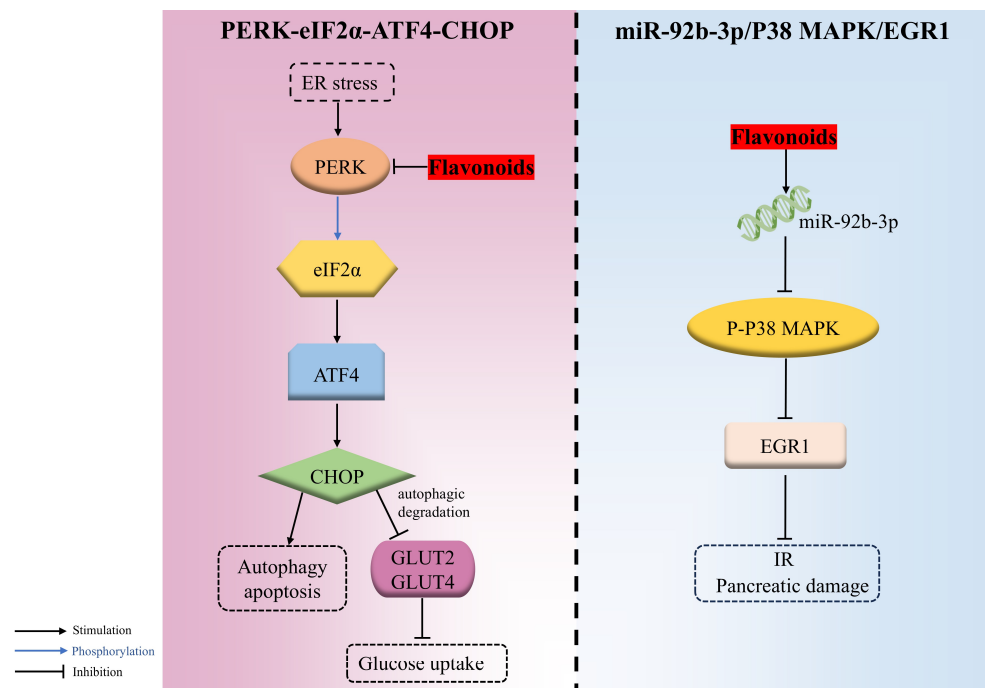 PERK-eIF2α-ATF4-CHOP
ER stress
PERK
Flavonoids
eIF2α
ATF4
CHOP
autophagic
degradation
Autophagy
apoptosis
GLUT2
GLUT4
Glucose uptake
miR-92b-3p/P38 MAPK/EGR1
Flavonoids
miR-92b-3p
P-P38 MAPK
EGR1
IR
Pancreatic damage
Stimulation
Phosphorylation
Inhibition